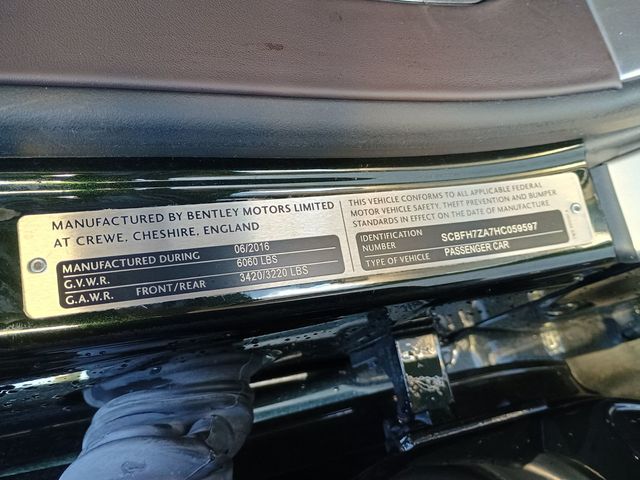 MANUFACTURED BY BENTLEY MOTORS LIMITED
AT CREWE, CHESHIRE, ENGLAND
MANUFACTURED DURING 06/2016
G.V.W.R. 6060 LBS
G.A.W.R. FRONT/REAR 3420/3220 LBS
THIS VEHICLE CONFORMS TO ALL APPLICABLE FEDERAL
MOTOR VEHICLE SAFETY, THEFT PREVENTION AND BUMPER
STANDARDS IN EFFECT ON THE DATE OF MANUFACTURE.
IDENTIFICATION
NUMBER SCBFH7ZA7HC059597
TYPE OF VEHICLE PASSENGER CAR